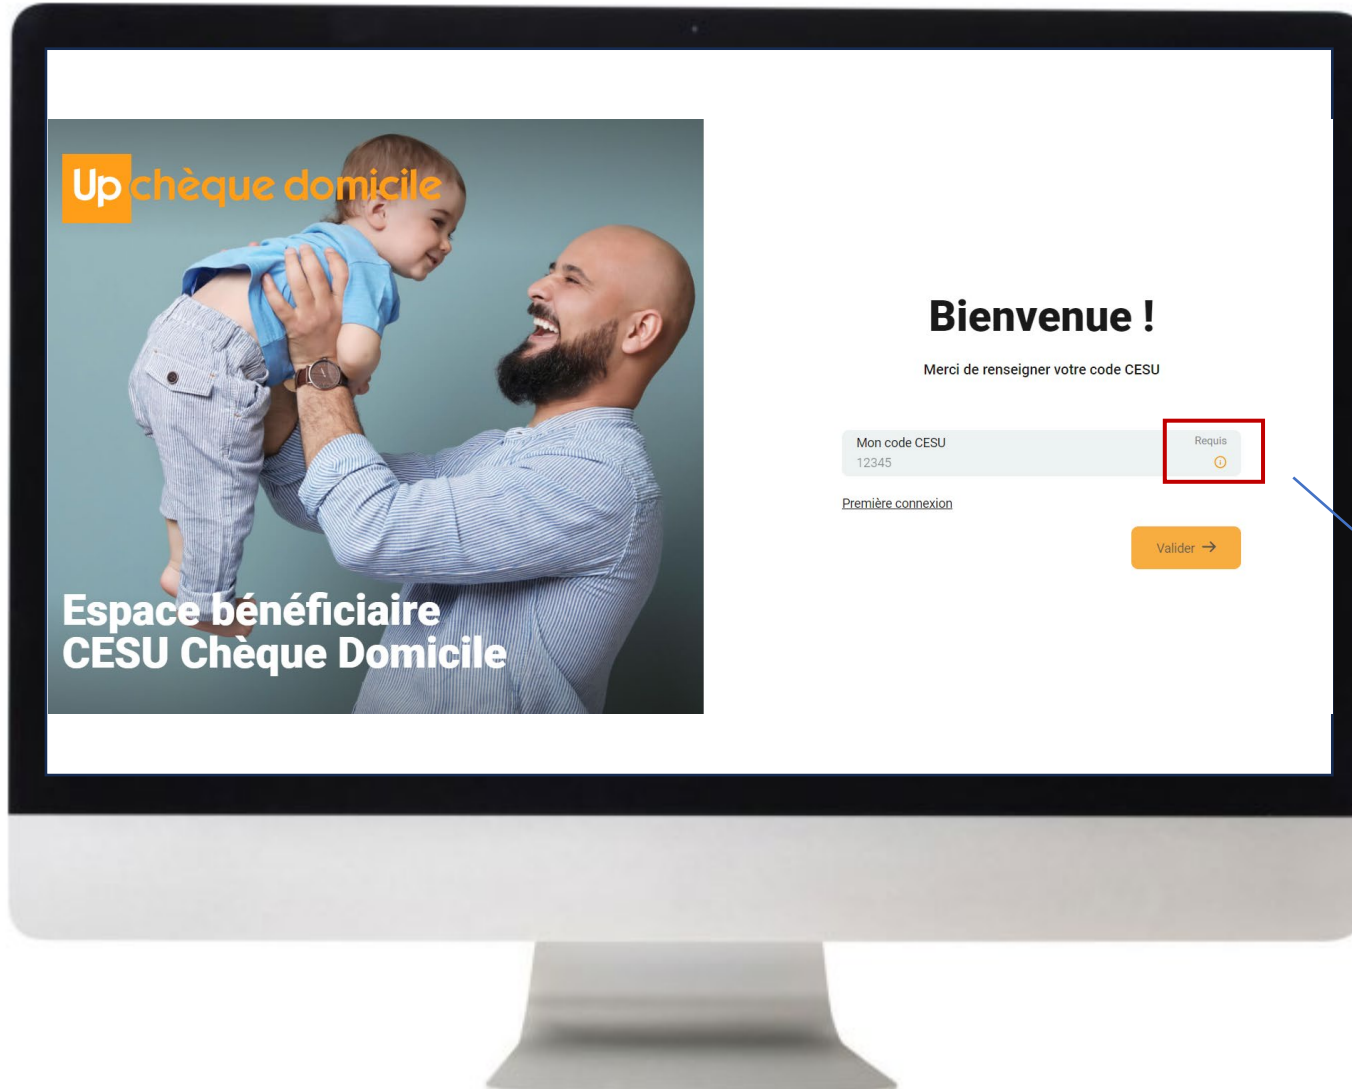 Up chèque domicile
Espace bénéficiaire
CESU Chèque Domicile
Bienvenue !
Merci de renseigner votre code CESU
Mon code CESU
Requis
12345
Première connexion
Valider →